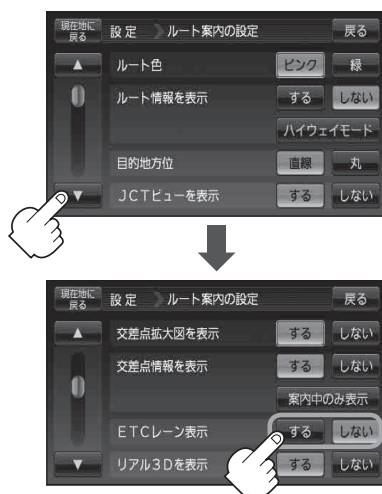 現在地に戻る 設定 ルート案内の設定 戻る
▲ ルート色 ピンク 緑
ルート情報を表示 する しない
ハイウェイモード
目的地方位 直線 丸
▼ JCTビューを表示 する しない
現在地に戻る 設定 ルート案内の設定 戻る
▲ 交差点拡大図を表示 する しない
交差点情報を表示 する しない
案内中のみ表示
ETCレーン表示 する しない
▼ リアル3Dを表示 する しない